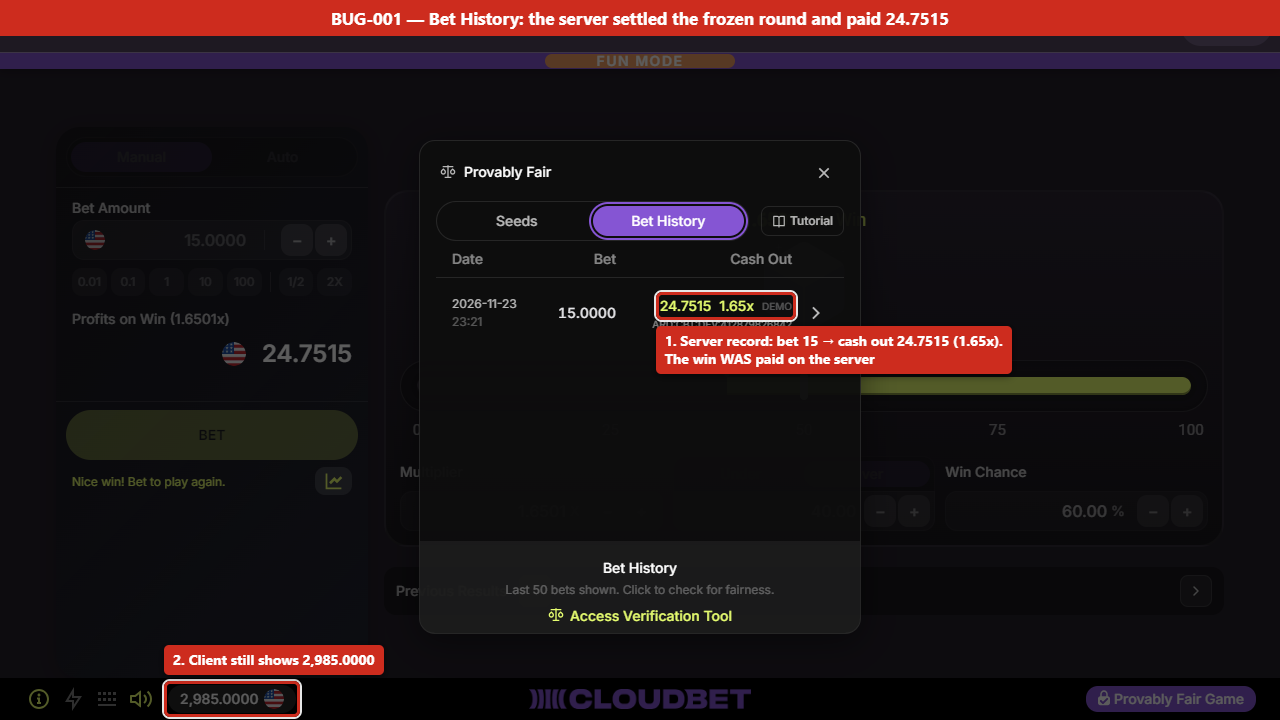 BUG-001 — Bet History: the server settled the frozen round and paid 24.7515
FUN MODE
Manual
Auto
Bet Amount
15.0000
0.01
0.1
1
10
100
1/2
2X
Profits on Win (1.6501x)
24.7515
BET
Nice win! Bet to play again.
Provably Fair
Seeds
Bet History
Tutorial
Date
Bet
Cash Out
2026-11-23
23:21
15.0000
24.7515 1.65x DEMO
1. Server record: bet 15 → cash out 24.7515 (1.65x).
The win WAS paid on the server
75
100
Win Chance
60.00 %
Bet History
Last 50 bets shown. Click to check for fairness.
Access Verification Tool
2. Client still shows 2,985.0000
2,985.0000
CLOUDBET
Provably Fair Game